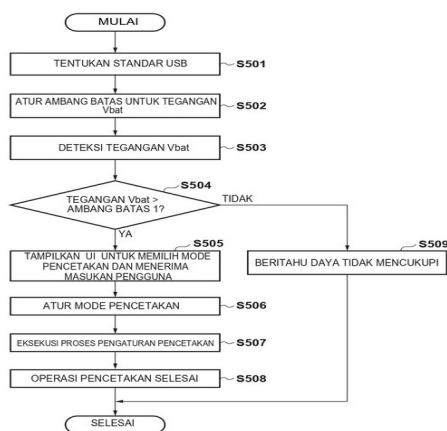 MULAI
TENTUKAN STANDAR USB
S501
ATUR AMBANG BATAS UNTUK TEGANGAN
Vbat
S502
DETEKSI TEGANGAN Vbat
S503
S504
TEGANGAN Vbat >
AMBANG BATAS 1?
TIDAK
YA
S505
TAMPILKAN UI UNTUK MEMILIH MODE
PENCETAKAN DAN MENERIMA
MASUKAN PENGGUNA
S509
BERITAHU DAYA TIDAK MENCUKUPI
ATUR MODE PENCETAKAN
S506
EKSEKUSI PROSES PENGATURAN PENCETAKAN
S507
OPERASI PENCETAKAN SELESAI
S508
SELESAI